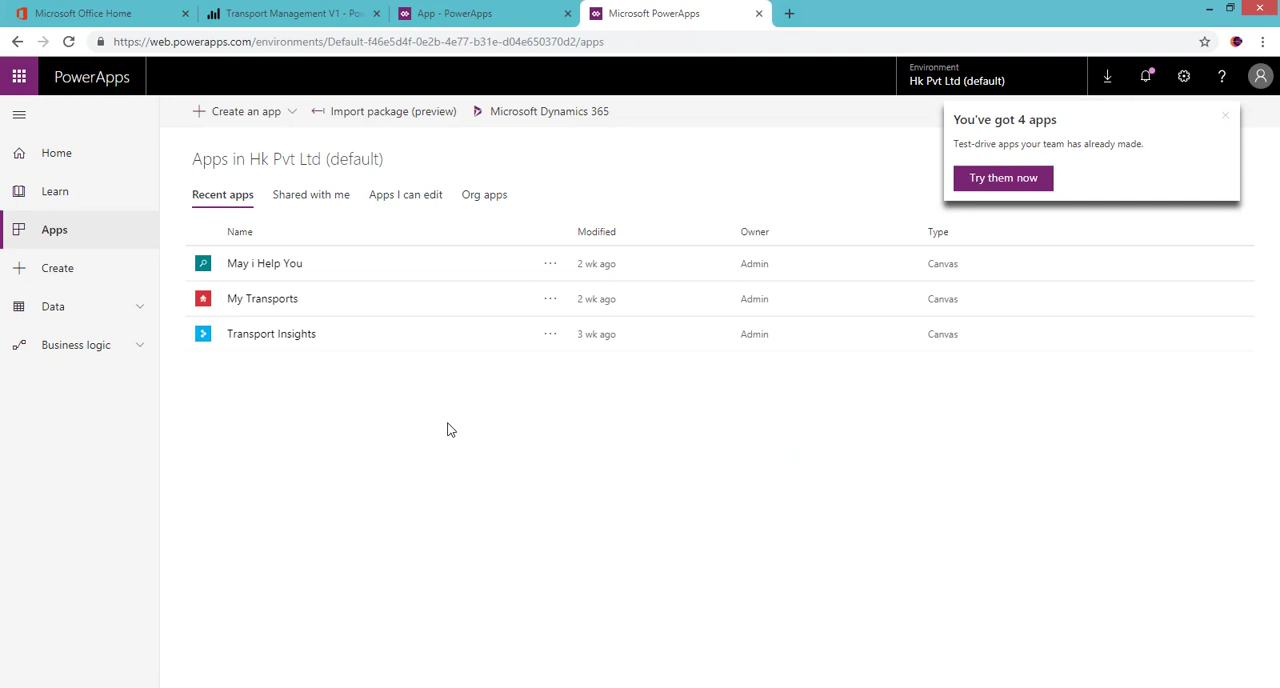 Microsoft Office Home
Transport Management V1 - Pow
App - PowerApps
Microsoft PowerApps
https://web.powerapps.com/environments/Default-f46e5d4f-0e2b-4e77-b31e-d04e650370d2/apps
PowerApps
Environment
Hk Pvt Ltd (default)
?
Create an app
Import package (preview)
Microsoft Dynamics 365
You've got 4 apps
Test-drive apps your team has already made.
Try them now
Home
Learn
Apps
Create
Data
Business logic
Apps in Hk Pvt Ltd (default)
Recent apps Shared with me Apps I can edit Org apps
Name Modified Owner Type
May i Help You ... 2 wk ago Admin Canvas
My Transports ... 2 wk ago Admin Canvas
Transport Insights ... 3 wk ago Admin Canvas